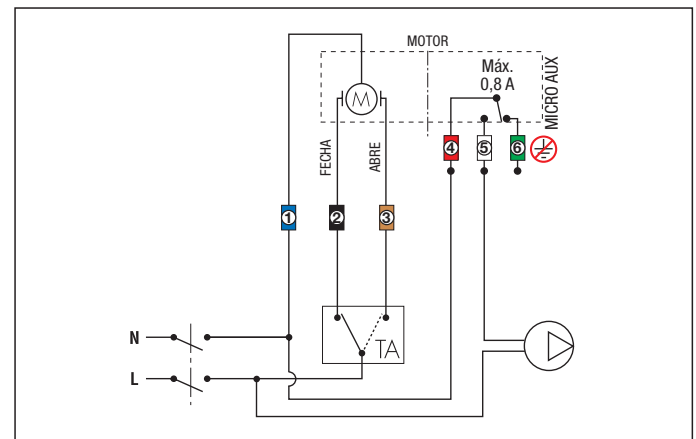 MOTOR
Máx.
0,8 A
MICRO AUX
M
FECHA
ABRE
4
5
6
1
2
3
N
TA
L